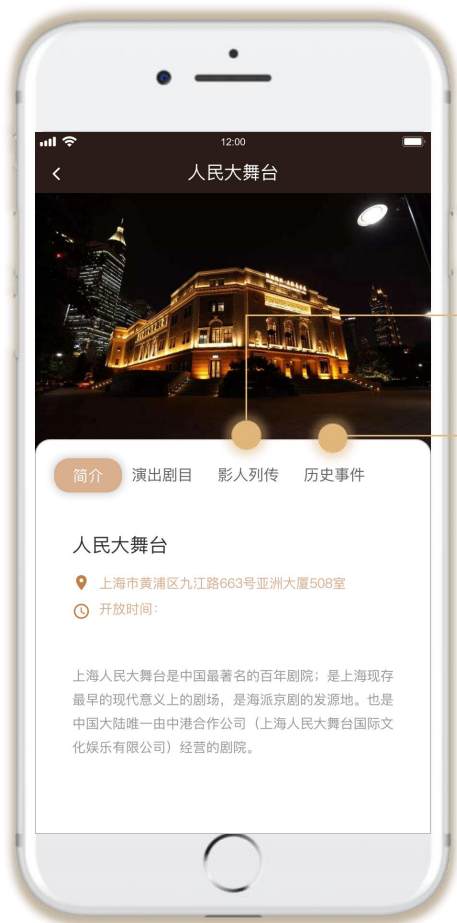 12:00
人民大舞台
简介
演出剧目
影人列传
历史事件
人民大舞台
上海市黄浦区九江路663号亚洲大厦508室
开放时间：
上海人民大舞台是中国最著名的百年剧院；是上海现存
最早的现代意义上的剧场，是海派京剧的发源地。也是
中国大陆唯一由中港合作公司（上海人民大舞台国际文
化娱乐有限公司）经营的剧院。